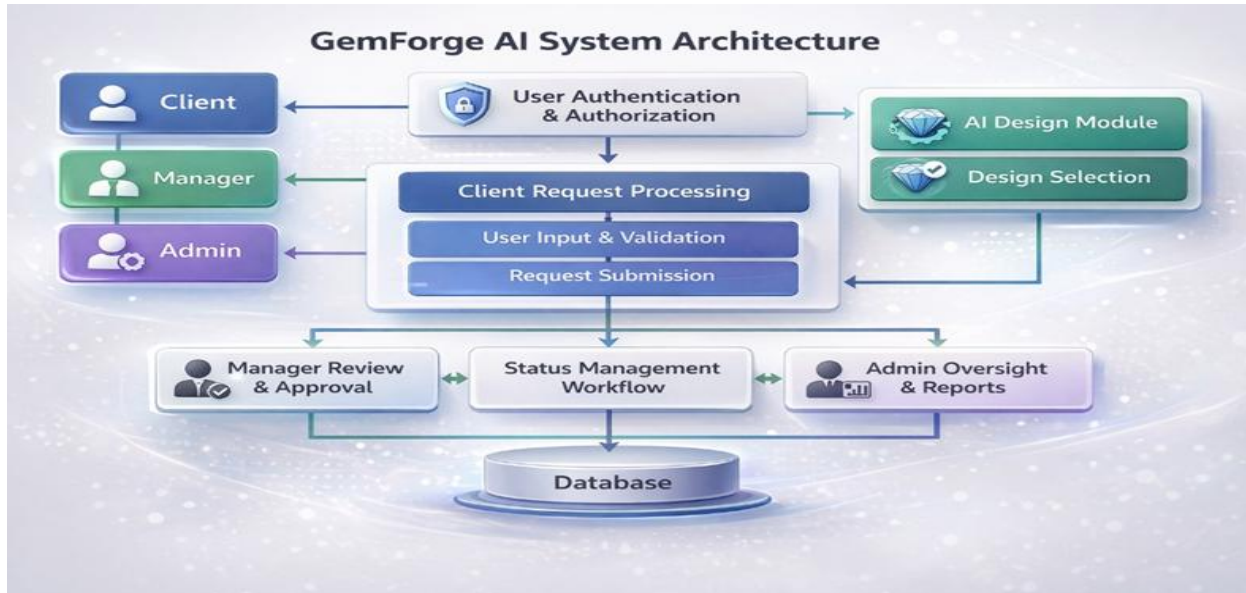 GemForge AI System Architecture
Client
User Authentication
& Authorization
AI Design Module
Manager
Design Selection
Client Request Processing
Admin
User Input & Validation
Request Submission
Manager Review
& Approval
Status Management
Workflow
Admin Oversight
& Reports
Database